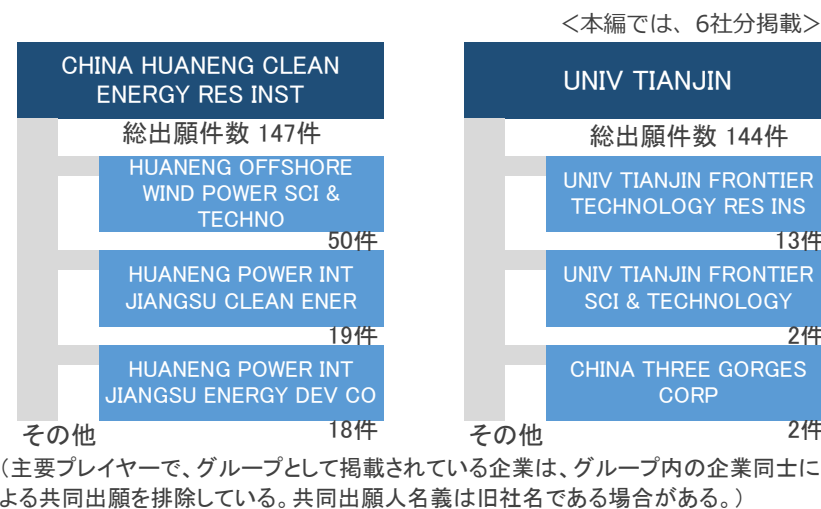 ＜本編では、6社分掲載＞
CHINA HUANENG CLEAN
ENERGY RES INST
総出願件数 147件
HUANENG OFFSHORE
WIND POWER SCI &
TECHNO
50件
HUANENG POWER INT
JIANGSU CLEAN ENER
19件
HUANENG POWER INT
JIANGSU ENERGY DEV CO
18件
その他
UNIV TIANJIN
総出願件数 144件
UNIV TIANJIN FRONTIER
TECHNOLOGY RES INS
13件
UNIV TIANJIN FRONTIER
SCI & TECHNOLOGY
2件
CHINA THREE GORGES
CORP
2件
その他
（主要プレイヤーで、グループとして掲載されている企業は、グループ内の企業同士に
よる共同出願を排除している。共同出願人名義は旧社名である場合がある。）